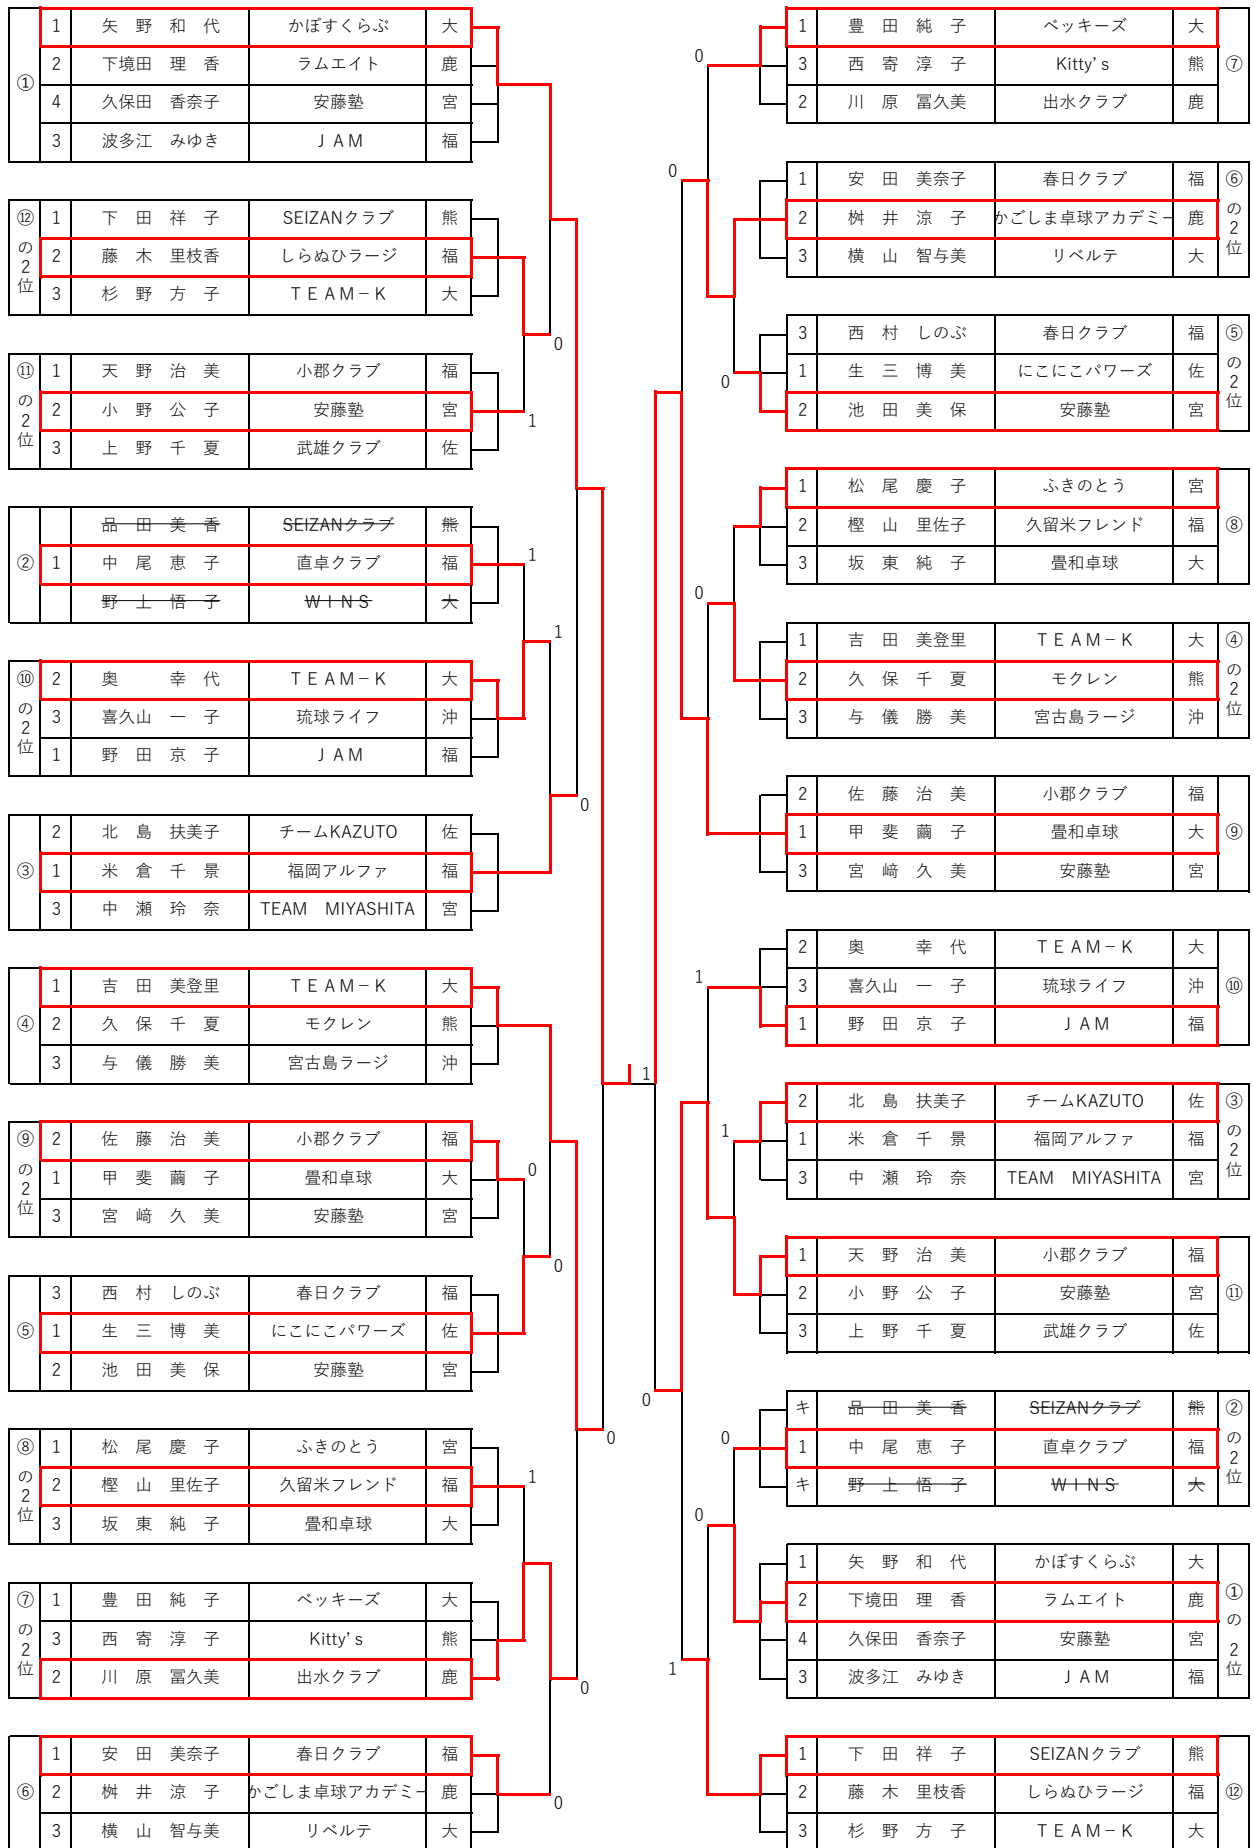 ①
1 矢 野 和 代 かぼすくらぶ 大
2 下境田 理 香 ラムエイト 鹿
4 久保田 香奈子 安藤塾 宮
3 波多江 みゆき ＪＡＭ 福
⑫の2位
1 下 田 祥 子 SEIZANクラブ 熊
2 藤 木 里枝香 しらぬひラージ 福
3 杉 野 方 子 ＴＥＡＭ－Ｋ 大
0
⑪の2位
1 天 野 治 美 小郡クラブ 福
2 小 野 公 子 安藤塾 宮
3 上 野 千 夏 武雄クラブ 佐
1
②
品 田 美 香 SEIZANクラブ 熊
1 中 尾 恵 子 直卓クラブ 福
野 上 悟 子 ＷＩＮＳ 大
1
1
⑩の2位
2 奥 幸 代 ＴＥＡＭ－Ｋ 大
3 喜久山 一 子 琉球ライフ 沖
1 野 田 京 子 ＪＡＭ 福
0
③
2 北 島 扶美子 チームKAZUTO 佐
1 米 倉 千 景 福岡アルファ 福
3 中 瀬 玲 奈 TEAM　MIYASHITA 宮
④
1 吉 田 美登里 ＴＥＡＭ－Ｋ 大
2 久 保 千 夏 モクレン 熊
3 与 儀 勝 美 宮古島ラージ 沖
⑨の2位
2 佐 藤 治 美 小郡クラブ 福
1 甲 斐 繭 子 畳和卓球 大
3 宮 﨑 久 美 安藤塾 宮
0
0
⑤
3 西 村 しのぶ 春日クラブ 福
1 生 三 博 美 にこにこパワーズ 佐
2 池 田 美 保 安藤塾 宮
0
⑧の2位
1 松 尾 慶 子 ふきのとう 宮
2 樫 山 里佐子 久留米フレンド 福
3 坂 東 純 子 畳和卓球 大
1
⑦の2位
1 豊 田 純 子 ベッキーズ 大
3 西 寄 淳 子 Kitty’s 熊
2 川 原 冨久美 出水クラブ 鹿
0
⑥
1 安 田 美奈子 春日クラブ 福
2 桝 井 涼 子 かごしま卓球アカデミー 鹿
3 横 山 智与美 リベルテ 大
0
1
0
1 豊 田 純 子 ベッキーズ 大
3 西 寄 淳 子 Kitty’s 熊
2 川 原 冨久美 出水クラブ 鹿
⑦
0
1 安 田 美奈子 春日クラブ 福
2 桝 井 涼 子 かごしま卓球アカデミー 鹿
3 横 山 智与美 リベルテ 大
⑥の2位
0
3 西 村 しのぶ 春日クラブ 福
1 生 三 博 美 にこにこパワーズ 佐
2 池 田 美 保 安藤塾 宮
⑤の2位
1 松 尾 慶 子 ふきのとう 宮
2 樫 山 里佐子 久留米フレンド 福
3 坂 東 純 子 畳和卓球 大
⑧
0
1 吉 田 美登里 ＴＥＡＭ－Ｋ 大
2 久 保 千 夏 モクレン 熊
3 与 儀 勝 美 宮古島ラージ 沖
④の2位
2 佐 藤 治 美 小郡クラブ 福
1 甲 斐 繭 子 畳和卓球 大
3 宮 﨑 久 美 安藤塾 宮
⑨
1
2 奥 幸 代 ＴＥＡＭ－Ｋ 大
3 喜久山 一 子 琉球ライフ 沖
1 野 田 京 子 ＪＡＭ 福
⑩
1
2 北 島 扶美子 チームKAZUTO 佐
1 米 倉 千 景 福岡アルファ 福
3 中 瀬 玲 奈 TEAM　MIYASHITA 宮
③の2位
1 天 野 治 美 小郡クラブ 福
2 小 野 公 子 安藤塾 宮
3 上 野 千 夏 武雄クラブ 佐
⑪
0
0
キ 品 田 美 香 SEIZANクラブ 熊
1 中 尾 恵 子 直卓クラブ 福
キ 野 上 悟 子 ＷＩＮＳ 大
②の2位
0
1 矢 野 和 代 かぼすくらぶ 大
2 下境田 理 香 ラムエイト 鹿
4 久保田 香奈子 安藤塾 宮
3 波多江 みゆき ＪＡＭ 福
①の2位
1
1 下 田 祥 子 SEIZANクラブ 熊
2 藤 木 里枝香 しらぬひラージ 福
3 杉 野 方 子 ＴＥＡＭ－Ｋ 大
⑫